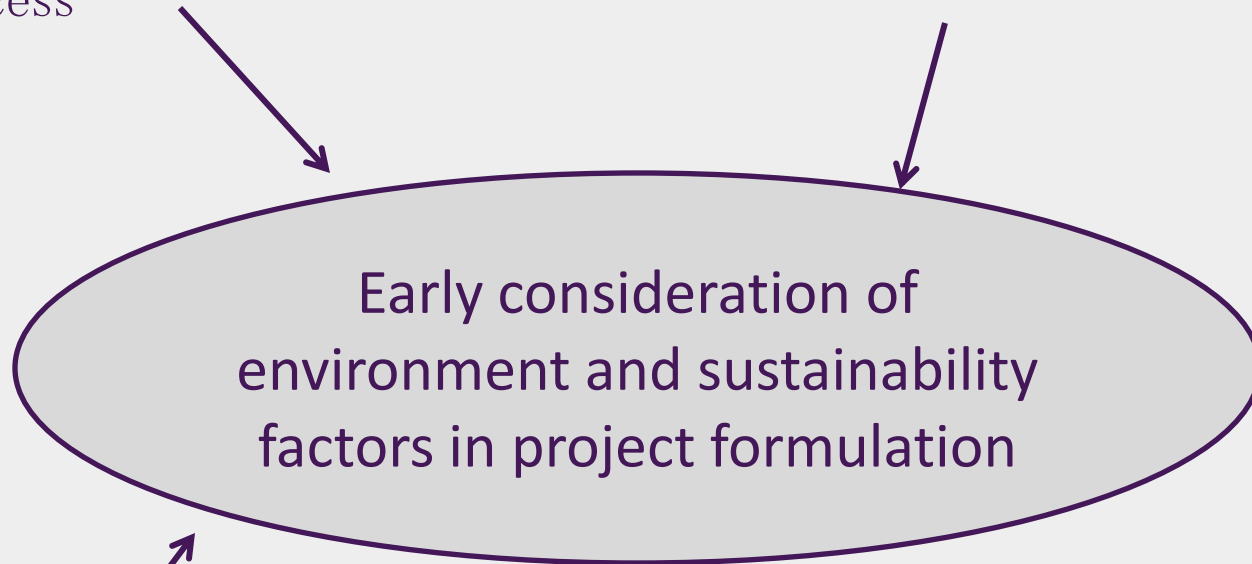 Early consideration of
environment and sustainability
factors in project formulation